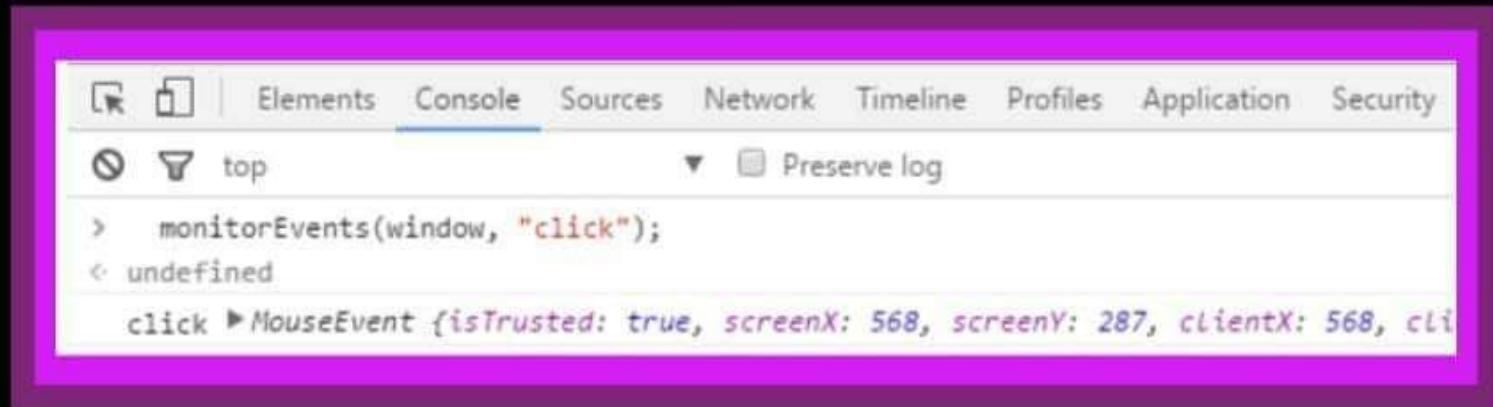 Elements Console Sources Network Timeline Profiles Application Security
top ▼ Preserve log
> monitorEvents(window, "click");
<· undefined
click ▶ MouseEvent {isTrusted: true, screenX: 568, screenY: 287, clientX: 568, cli